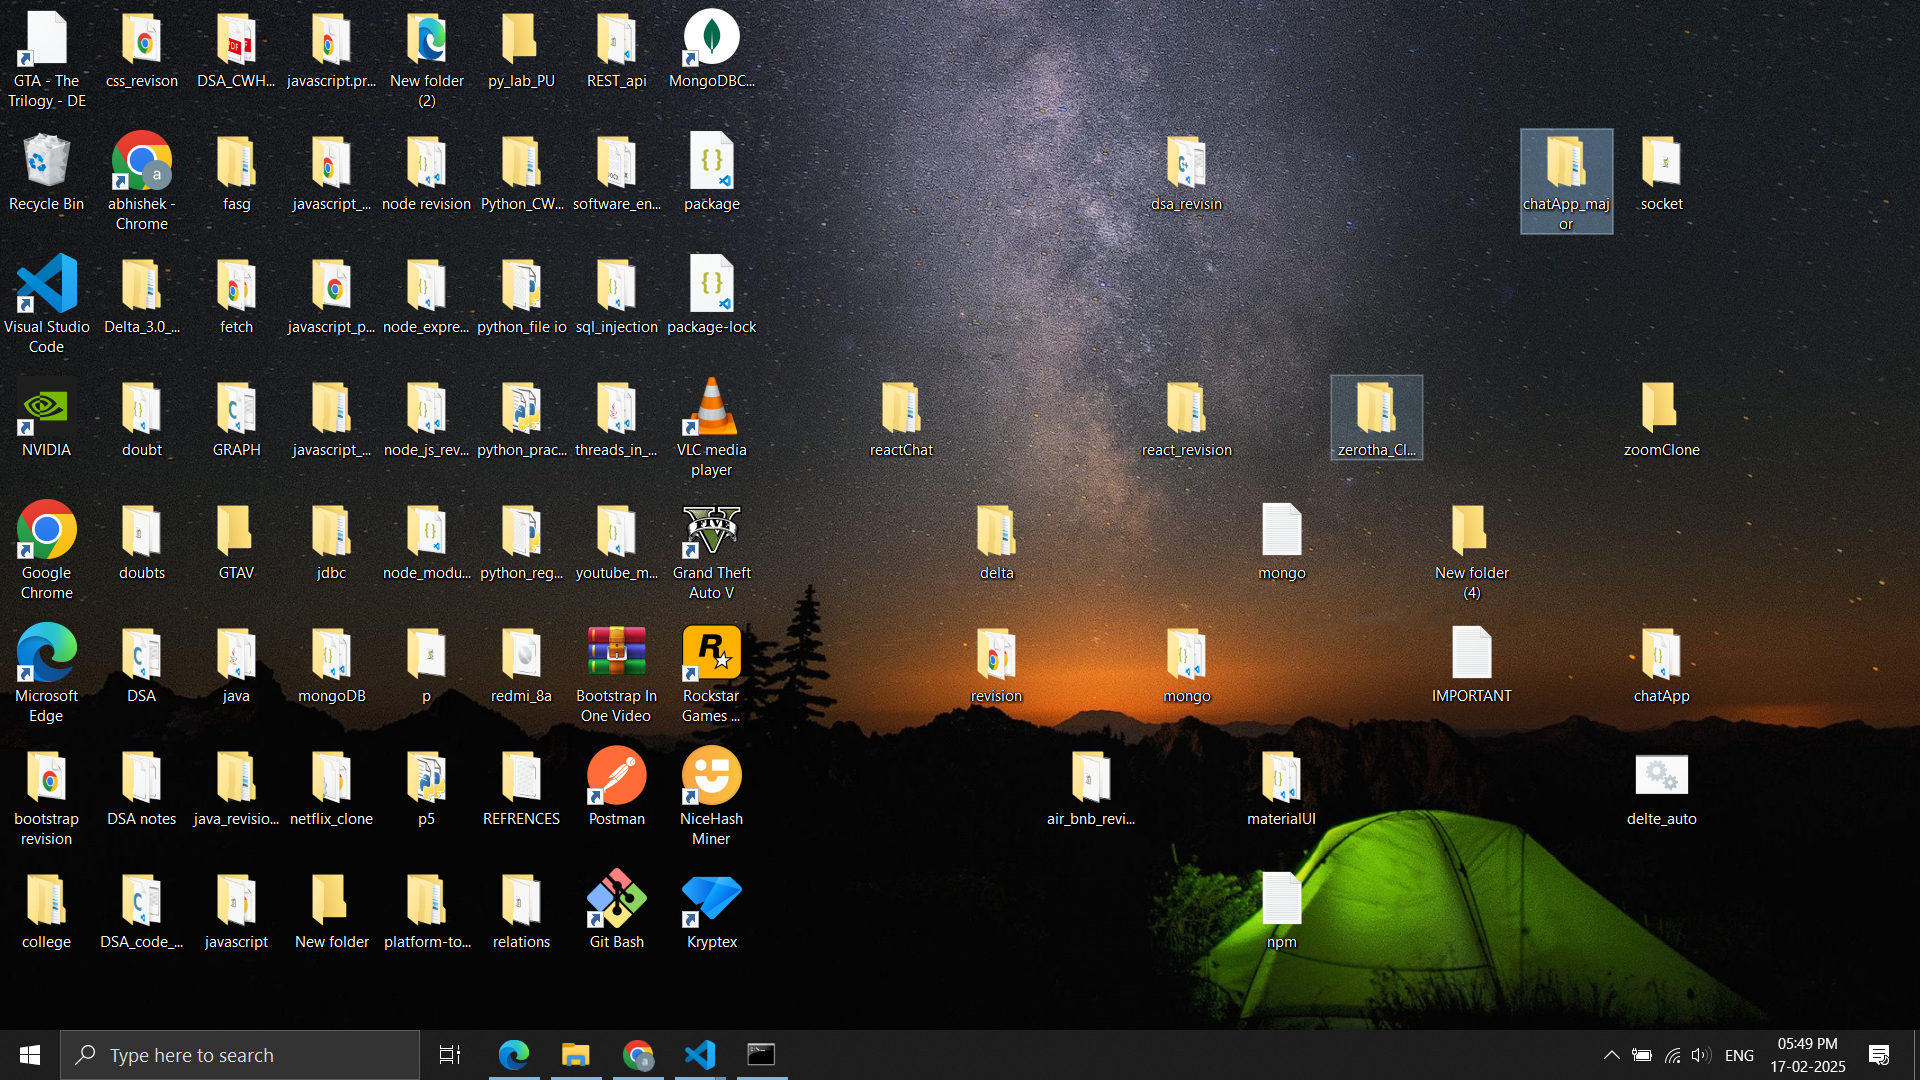 GTA - The
Trilogy - DE
css_revison
DSA_CWH...
javascript.pr...
New folder
(2)
py_lab_PU
REST_api
MongoDBC...
Recycle Bin
abhishek -
Chrome
fasg
javascript_...
node revision
Python_CW...
software_en...
package
dsa_revisin
chatApp_maj
or
socket
Visual Studio
Code
Delta_3.0_...
fetch
javascript_p...
node_expre...
python_file io
sql_injection
package-lock
NVIDIA
doubt
GRAPH
javascript_...
node_js_rev...
python_prac...
threads_in_...
VLC media
player
reactChat
react_revision
zerotha_Cl...
zoomClone
Google
Chrome
doubts
GTAV
jdbc
node_modu...
python_reg...
youtube_m...
Grand Theft
Auto V
delta
mongo
New folder
(4)
Microsoft
Edge
DSA
java
mongoDB
p
redmi_8a
Bootstrap In
One Video
Rockstar
Games ...
revision
mongo
IMPORTANT
chatApp
bootstrap
revision
DSA notes
java_revisio...
netflix_clone
p5
REFRENCES
Postman
NiceHash
Miner
air_bnb_revi...
materialUI
delte_auto
college
DSA_code_...
javascript
New folder
platform-to...
relations
Git Bash
Kryptex
npm
Type here to search
ENG
05:49 PM
17-02-2025